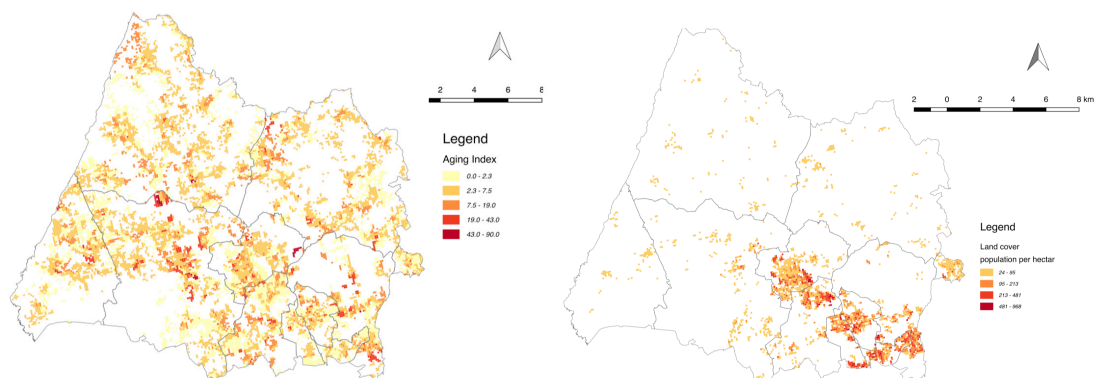 2 4 6 8
Legend
Aging Index
0.0 - 2.3
2.3 - 7.5
7.5 - 19.0
19.0 - 43.0
43.0 - 90.0
2 0 2 4 6 8 km
Legend
Land cover
population per hectar
24 - 95
95 - 213
213 - 481
481 - 968